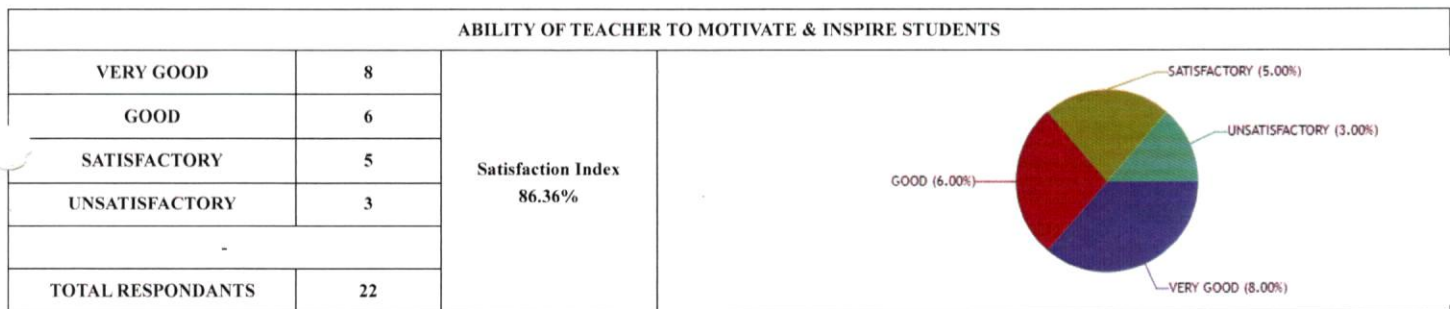 ABILITY OF TEACHER TO MOTIVATE & INSPIRE STUDENTS
VERY GOOD 8
GOOD 6
SATISFACTORY 5
UNSATISFACTORY 3
-
TOTAL RESPONDANTS 22
Satisfaction Index
86.36%
SATISFACTORY (5.00%)
UNSATISFACTORY (3.00%)
GOOD (6.00%)
VERY GOOD (8.00%)